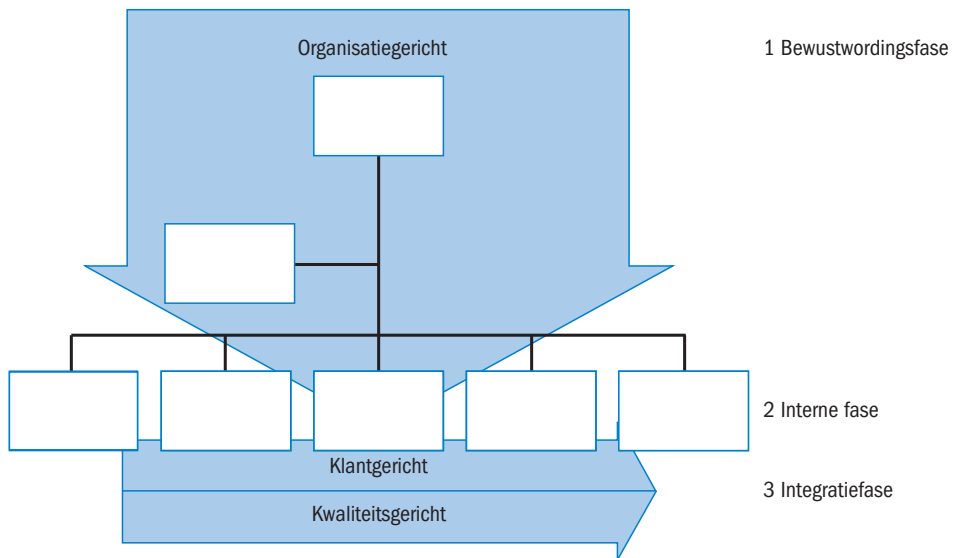 Organisatiegericht
1 Bewustwordingsfase
2 Interne fase
Klantgericht
3 Integratiefase
Kwaliteitsgericht